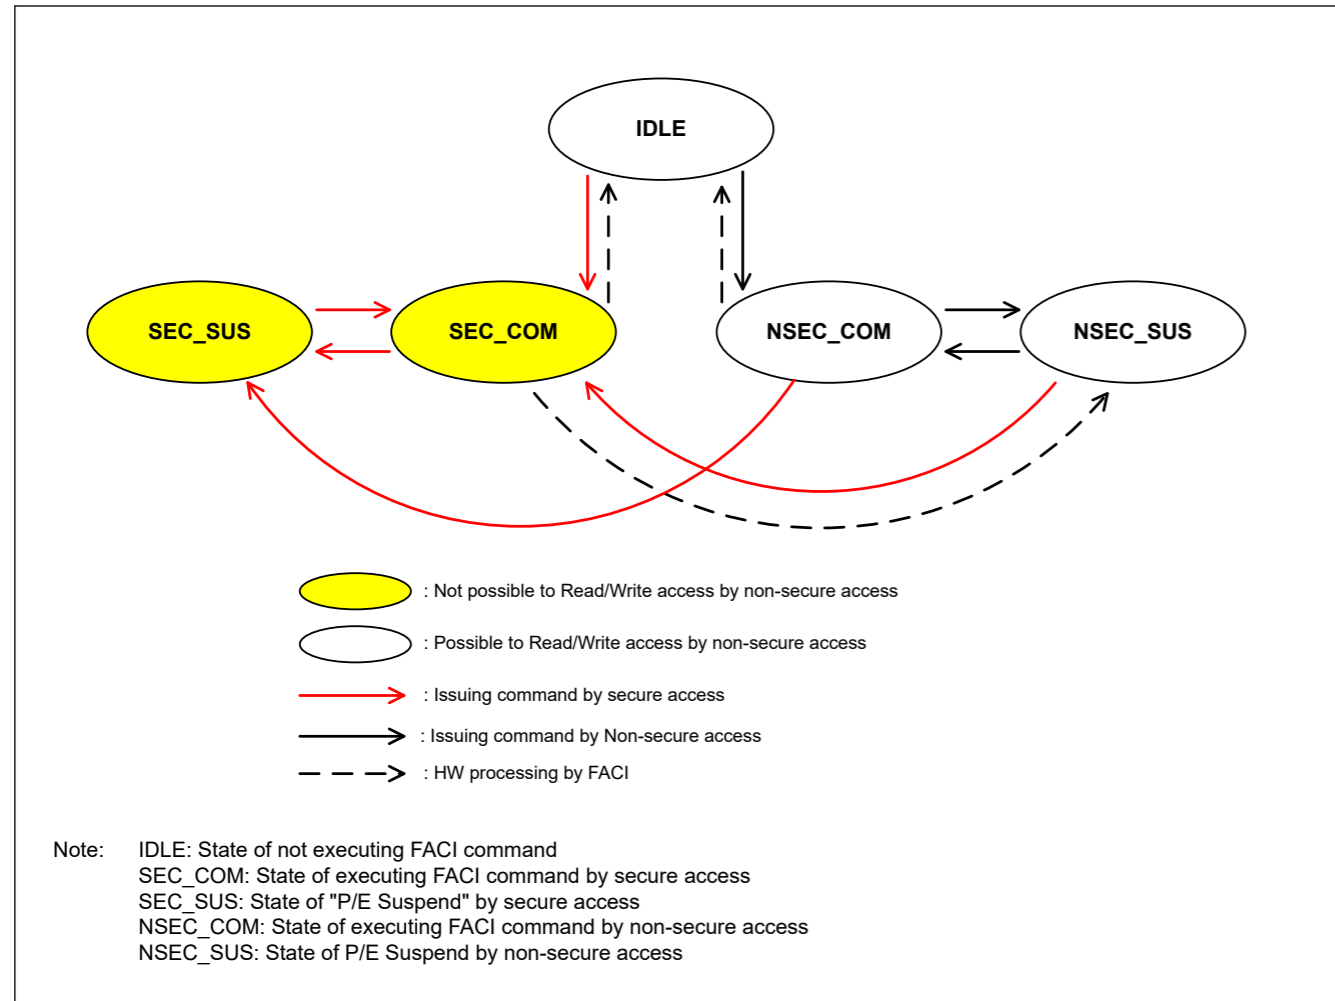 IDLE
SEC_SUS
SEC_COM
NSEC_COM
NSEC_SUS
: Not possible to Read/Write access by non-secure access
: Possible to Read/Write access by non-secure access
: Issuing command by secure access
: Issuing command by Non-secure access
: HW processing by FACI
Note: IDLE: State of not executing FACI command
SEC_COM: State of executing FACI command by secure access
SEC_SUS: State of "P/E Suspend" by secure access
NSEC_COM: State of executing FACI command by non-secure access
NSEC_SUS: State of P/E Suspend by non-secure access